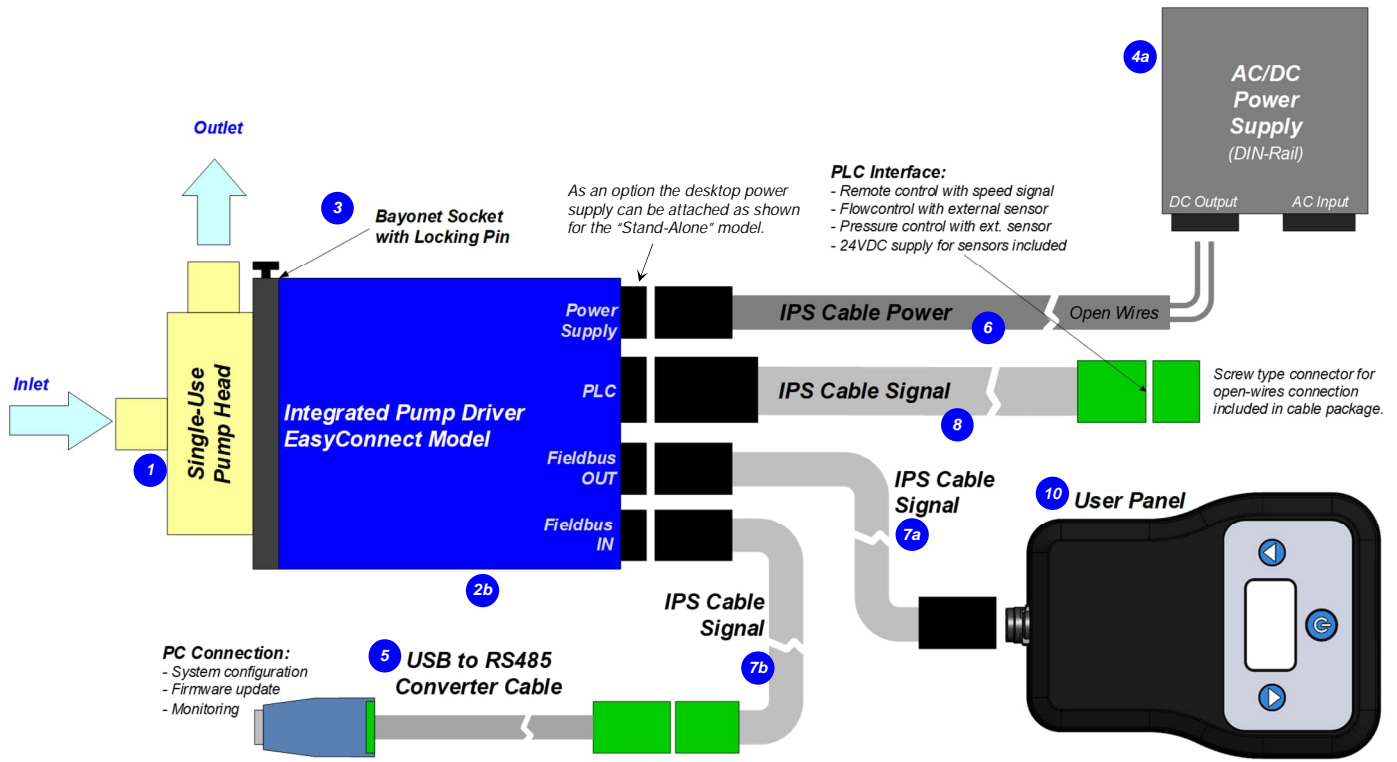 4a
AC/DC
Power
Supply
(DIN-Rail)
DC Output
AC Input
Outlet
3
Bayonet Socket
with Locking Pin
As an option the desktop power
supply can be attached as shown
for the "Stand-Alone" model.
PLC Interface:
- Remote control with speed signal
- Flowcontrol with external sensor
- Pressure control with ext. sensor
- 24VDC supply for sensors included
Inlet
1
Single-Use
Pump Head
Integrated Pump Driver
EasyConnect Model
2b
Power
Supply
PLC
Fieldbus
OUT
Fieldbus
IN
IPS Cable Power
6
Open Wires
IPS Cable Signal
8
Screw type connector for
open-wires connection
included in cable package.
IPS Cable
Signal
7a
10
User Panel
IPS Cable
Signal
7b
PC Connection:
- System configuration
- Firmware update
- Monitoring
5
USB to RS485
Converter Cable